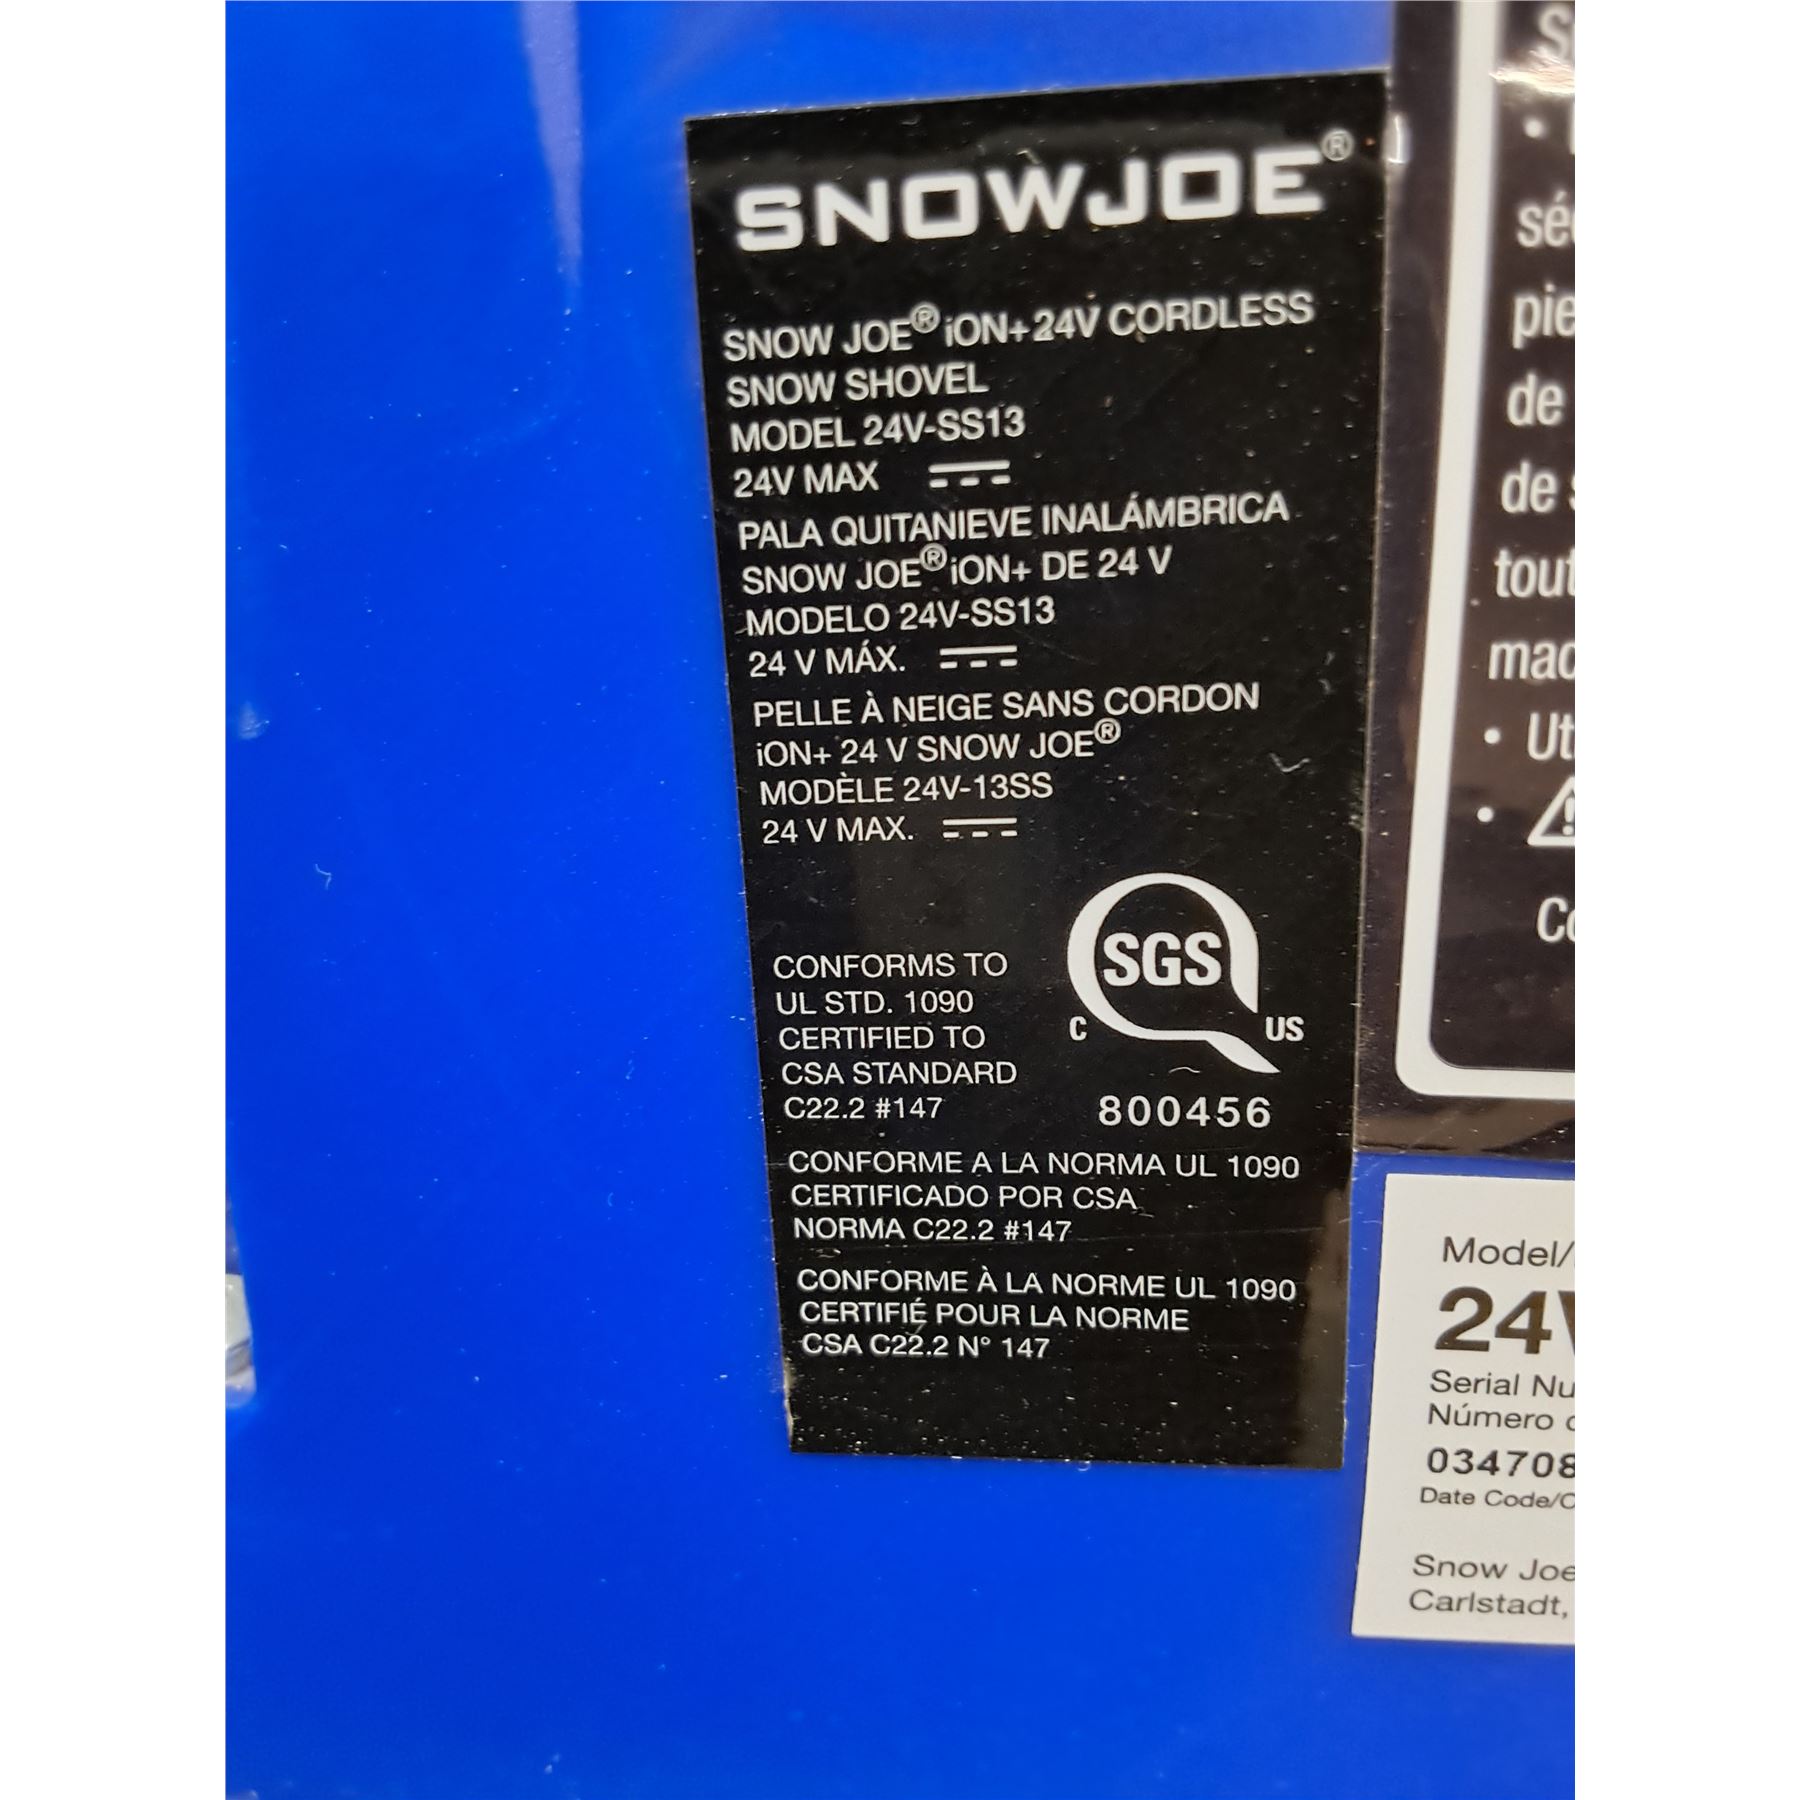 SNOWJOE®
SNOW JOE® iON+24V CORDLESS
SNOW SHOVEL
MODEL 24V-SS13
24V MAX
PALA QUITANIEVE INALÁMBRICA
SNOW JOE® iON+ DE 24 V
MODELO 24V-SS13
24 V MÁX.
PELLE À NEIGE SANS CORDON
iON+ 24 V SNOW JOE®
MODÈLE 24V-13SS
24 V MAX.
CONFORMS TO
UL STD. 1090
CERTIFIED TO
CSA STANDARD
C22.2 #147
SGS
C US
800456
CONFORME A LA NORMA UL 1090
CERTIFICADO POR CSA
NORMA C22.2 #147
CONFORME À LA NORME UL 1090
CERTIFIÉ POUR LA NORME
CSA C22.2 N° 147
de
de
tout
• Ut
Model/
24V
Serial Nu
Número
034708
Date Code/
Snow Joe
Carlstadt,